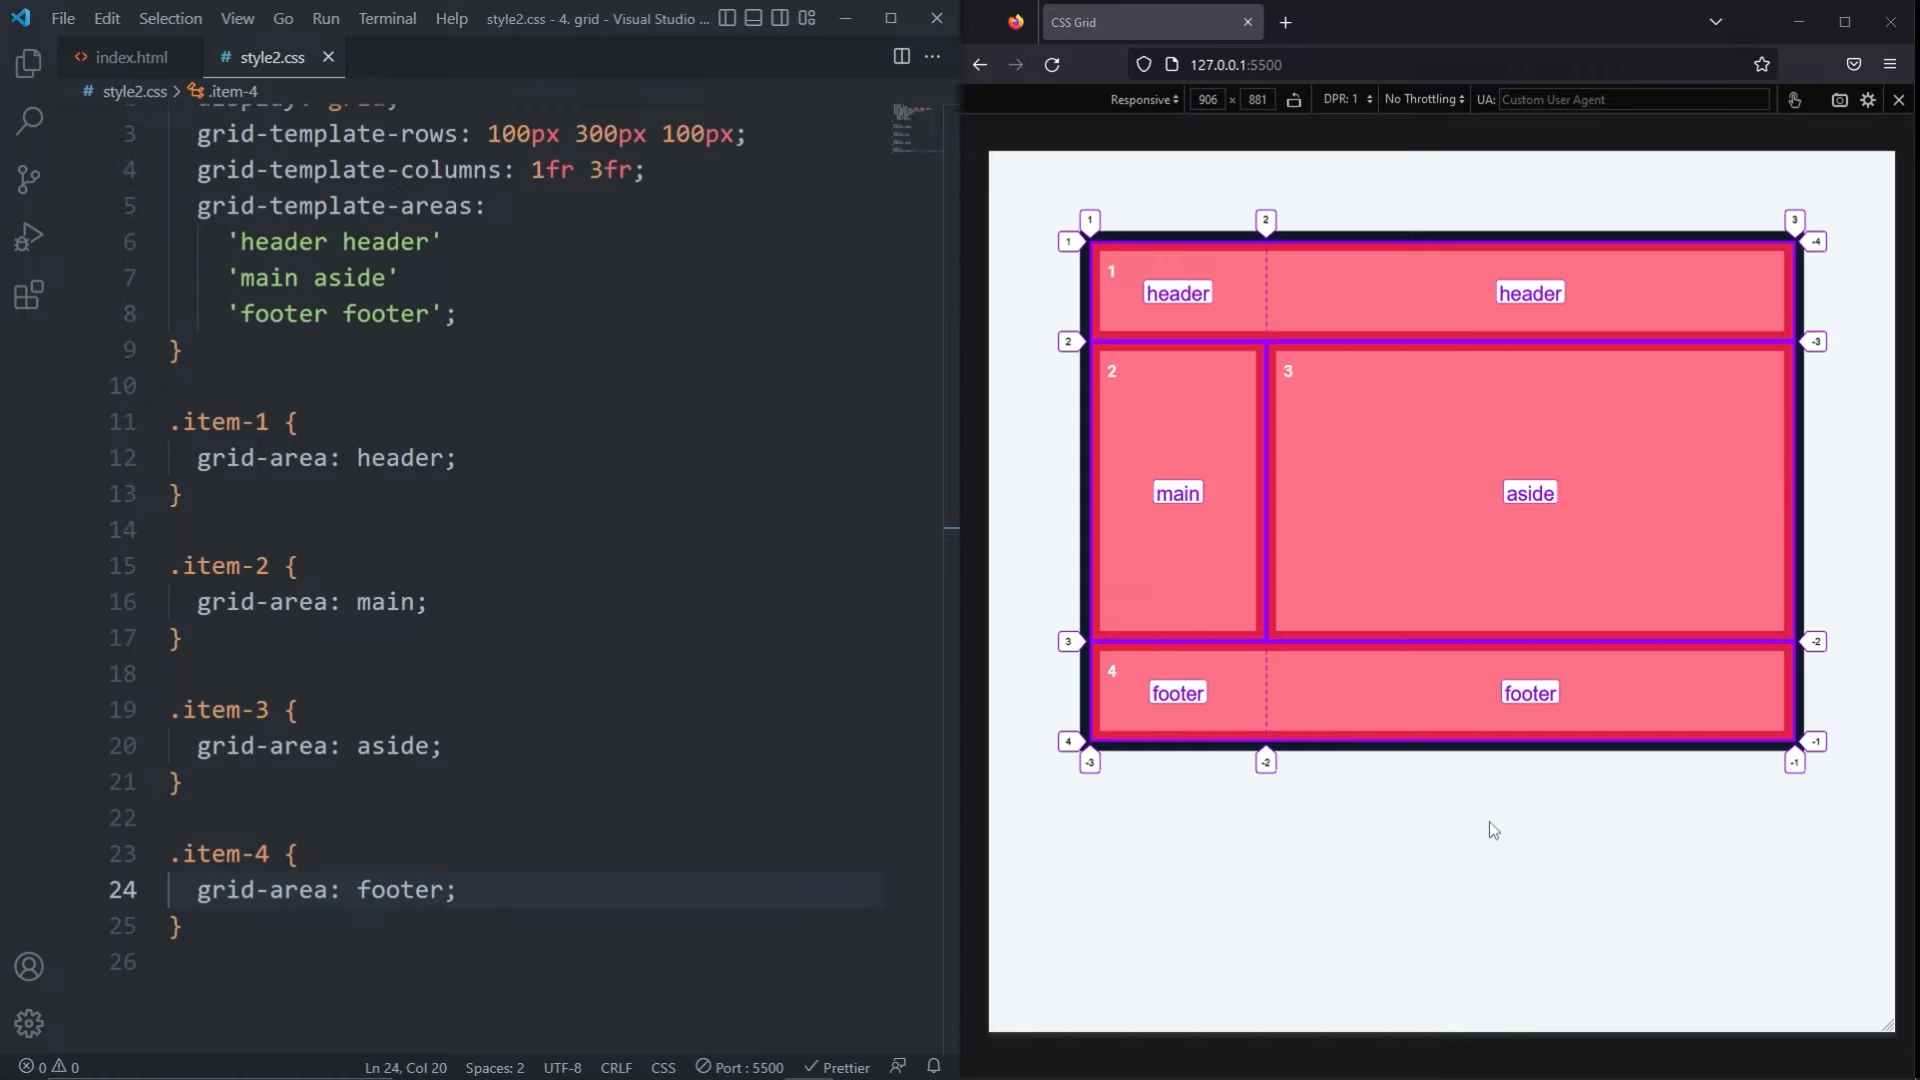 File Edit Selection View Go Run Terminal Help style2.css - 4. grid - Visual Studio ...
index.html
# style2.css
# style2.css > .item-4
display: grid;
3 grid-template-rows: 100px 300px 100px;
4 grid-template-columns: 1fr 3fr;
5 grid-template-areas:
6 'header header'
7 'main aside'
8 'footer footer';
9 }
10
11 .item-1 {
12 grid-area: header;
13 }
14
15 .item-2 {
16 grid-area: main;
17 }
18
19 .item-3 {
20 grid-area: aside;
21 }
22
23 .item-4 {
24 grid-area: footer;
25 }
26
0 0 Ln 24, Col 20 Spaces: 2 UTF-8 CRLF CSS Port : 5500 Prettier
CSS Grid
127.0.0.1:5500
Responsive 906 × 881 DPR: 1 No Throttling UA: Custom User Agent
1 2 3
1 -4
1
header header
2 -3
2 3
main aside
3 -2
4
footer footer
4 -1
-3 -2 -1